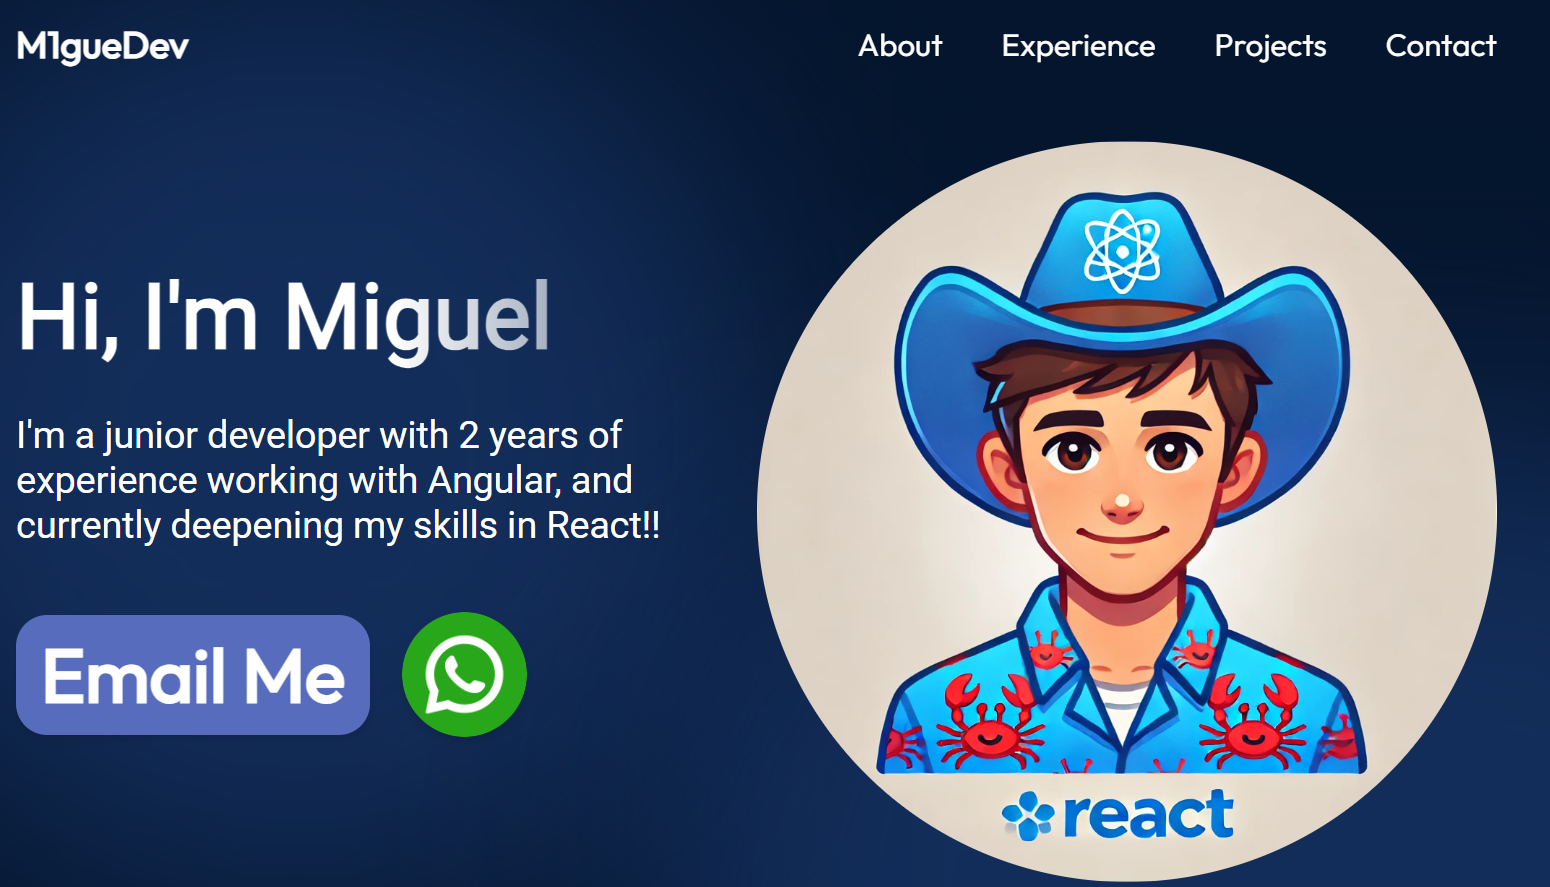 M1gueDev
About Experience Projects Contact
Hi, I'm Miguel
I'm a junior developer with 2 years of
experience working with Angular, and
currently deepening my skills in React!!
Email Me
react